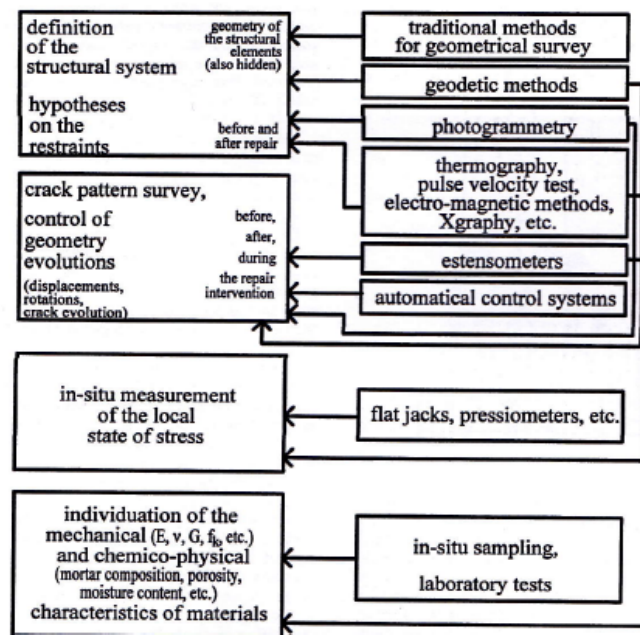 definition
of the
structural system
geometry of
the structural
elements
(also hidden)
hypotheses
on the
restraints
before and
after repair
traditional methods
for geometrical survey
geodetic methods
photogrammetry
thermography,
pulse velocity test,
electro-magnetic methods,
Xgraphy, etc.
crack pattern survey,
control of
geometry
evolutions
(displacements,
rotations,
crack evolution)
before,
after,
during
the repair
intervention
estensometers
automatical control systems
in-situ measurement
of the local
state of stress
flat jacks, pressiometers, etc.
individuation of the
mechanical (E, ν, G, fk, etc.)
and chemico-physical
(mortar composition, porosity,
moisture content, etc.)
characteristics of materials
in-situ sampling,
laboratory tests